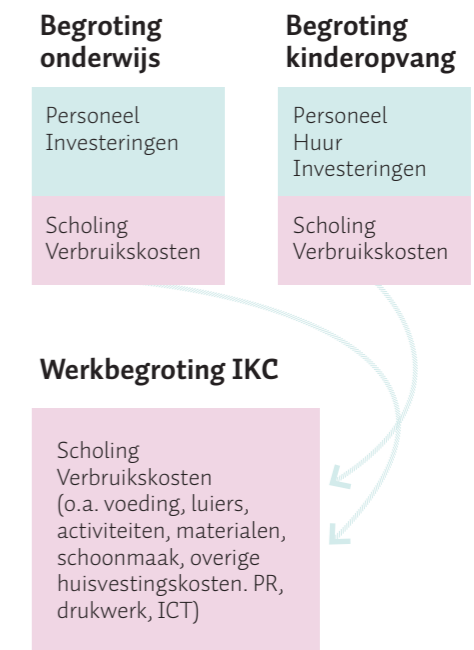 Begroting
onderwijs
Personeel
Investeringen
Scholing
Verbruikskosten
Begroting
kinderopvang
Personeel
Huur
Investeringen
Scholing
Verbruikskosten
Werkbegroting IKC
Scholing
Verbruikskosten
(o.a. voeding, luiers,
activiteiten, materialen,
schoonmaak, overige
huisvestingskosten. PR,
drukwerk, ICT)